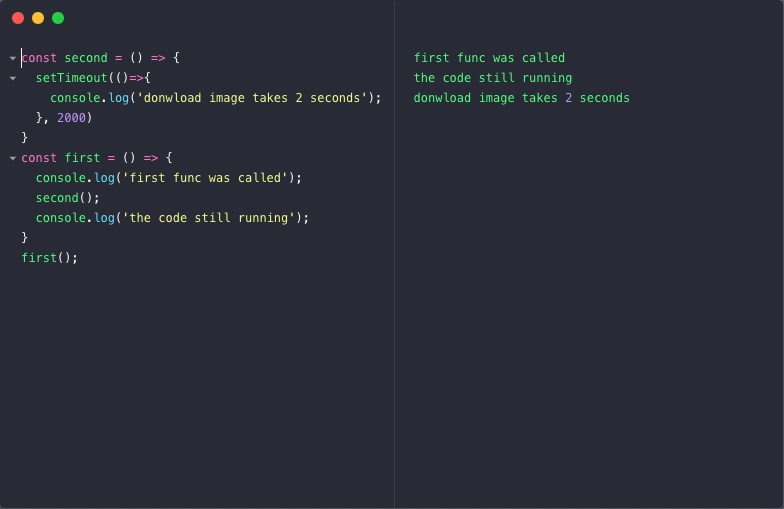 const second = () => {
  setTimeout(()=>{
    console.log('donwload image takes 2 seconds');
  }, 2000)
}
const first = () => {
  console.log('first func was called');
  second();
  console.log('the code still running');
}
first();
first func was called
the code still running
donwload image takes 2 seconds